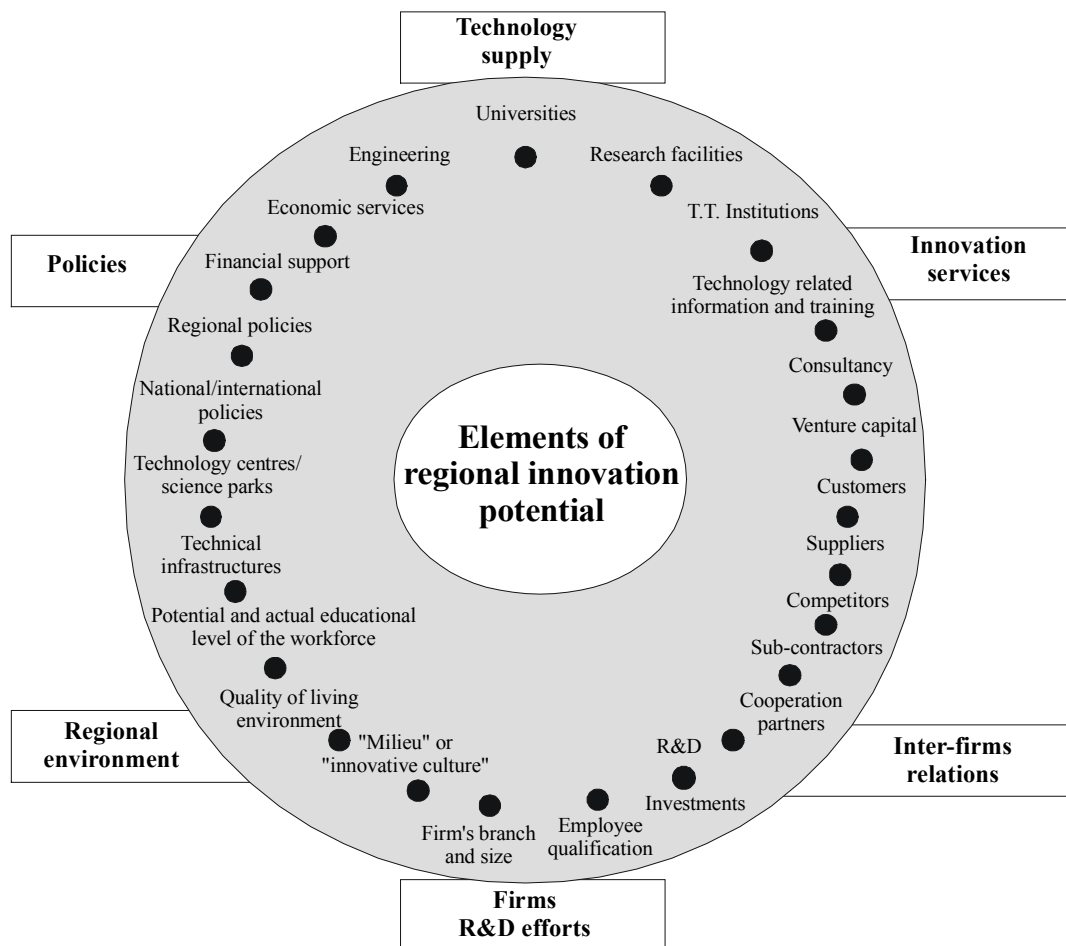 Technology
supply
Universities
Engineering
Research facilities
Economic services
T.T. Institutions
Policies
Financial support
Innovation
services
Technology related
information and training
Regional policies
Consultancy
National/international
policies
Venture capital
Elements of
regional innovation
potential
Technology centres/
science parks
Customers
Technical
infrastructures
Suppliers
Competitors
Potential and actual educational
level of the workforce
Sub-contractors
Quality of living
environment
Cooperation
partners
Regional
environment
"Milieu" or
"innovative culture"
R&D
Inter-firms
relations
Investments
Firm's branch
and size
Employee
qualification
Firms
R&D efforts